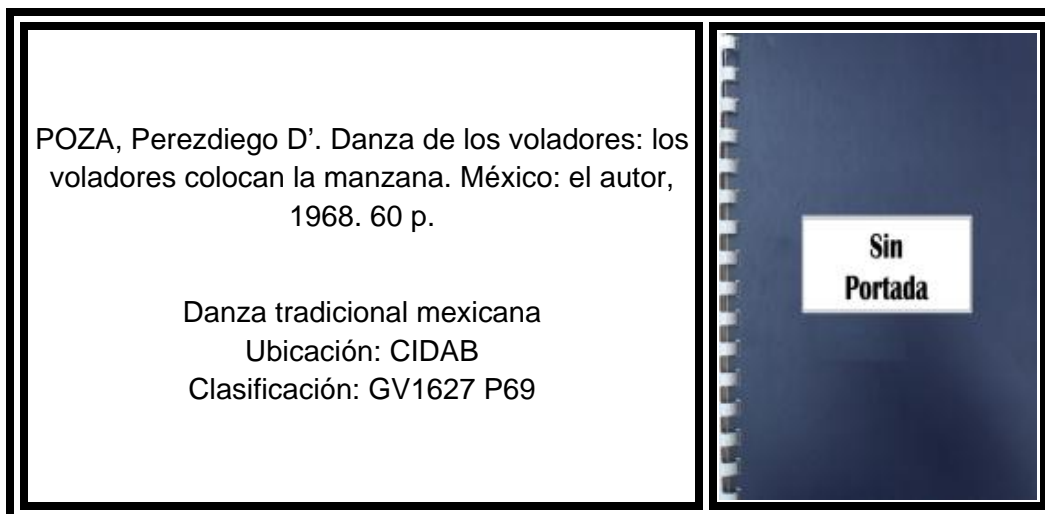 POZA, Perezdiego D’. Danza de los voladores: los
voladores colocan la manzana. México: el autor,
1968. 60 p.
Danza tradicional mexicana
Ubicación: CIDAB
Clasificación: GV1627 P69
Sin
Portada